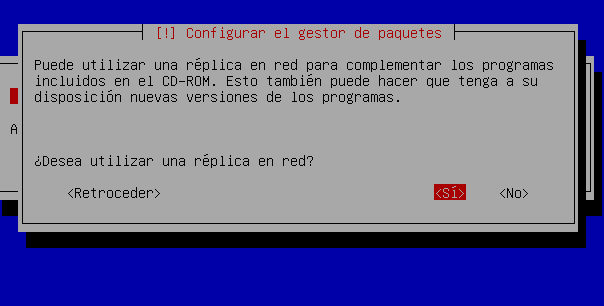 [!] Configurar el gestor de paquetes
Puede utilizar una réplica en red para complementar los programas
incluidos en el CD-ROM. Esto también puede hacer que tenga a su
disposición nuevas versiones de los programas.
A
¿Desea utilizar una réplica en red?
<Retroceder> <Sí> <No>